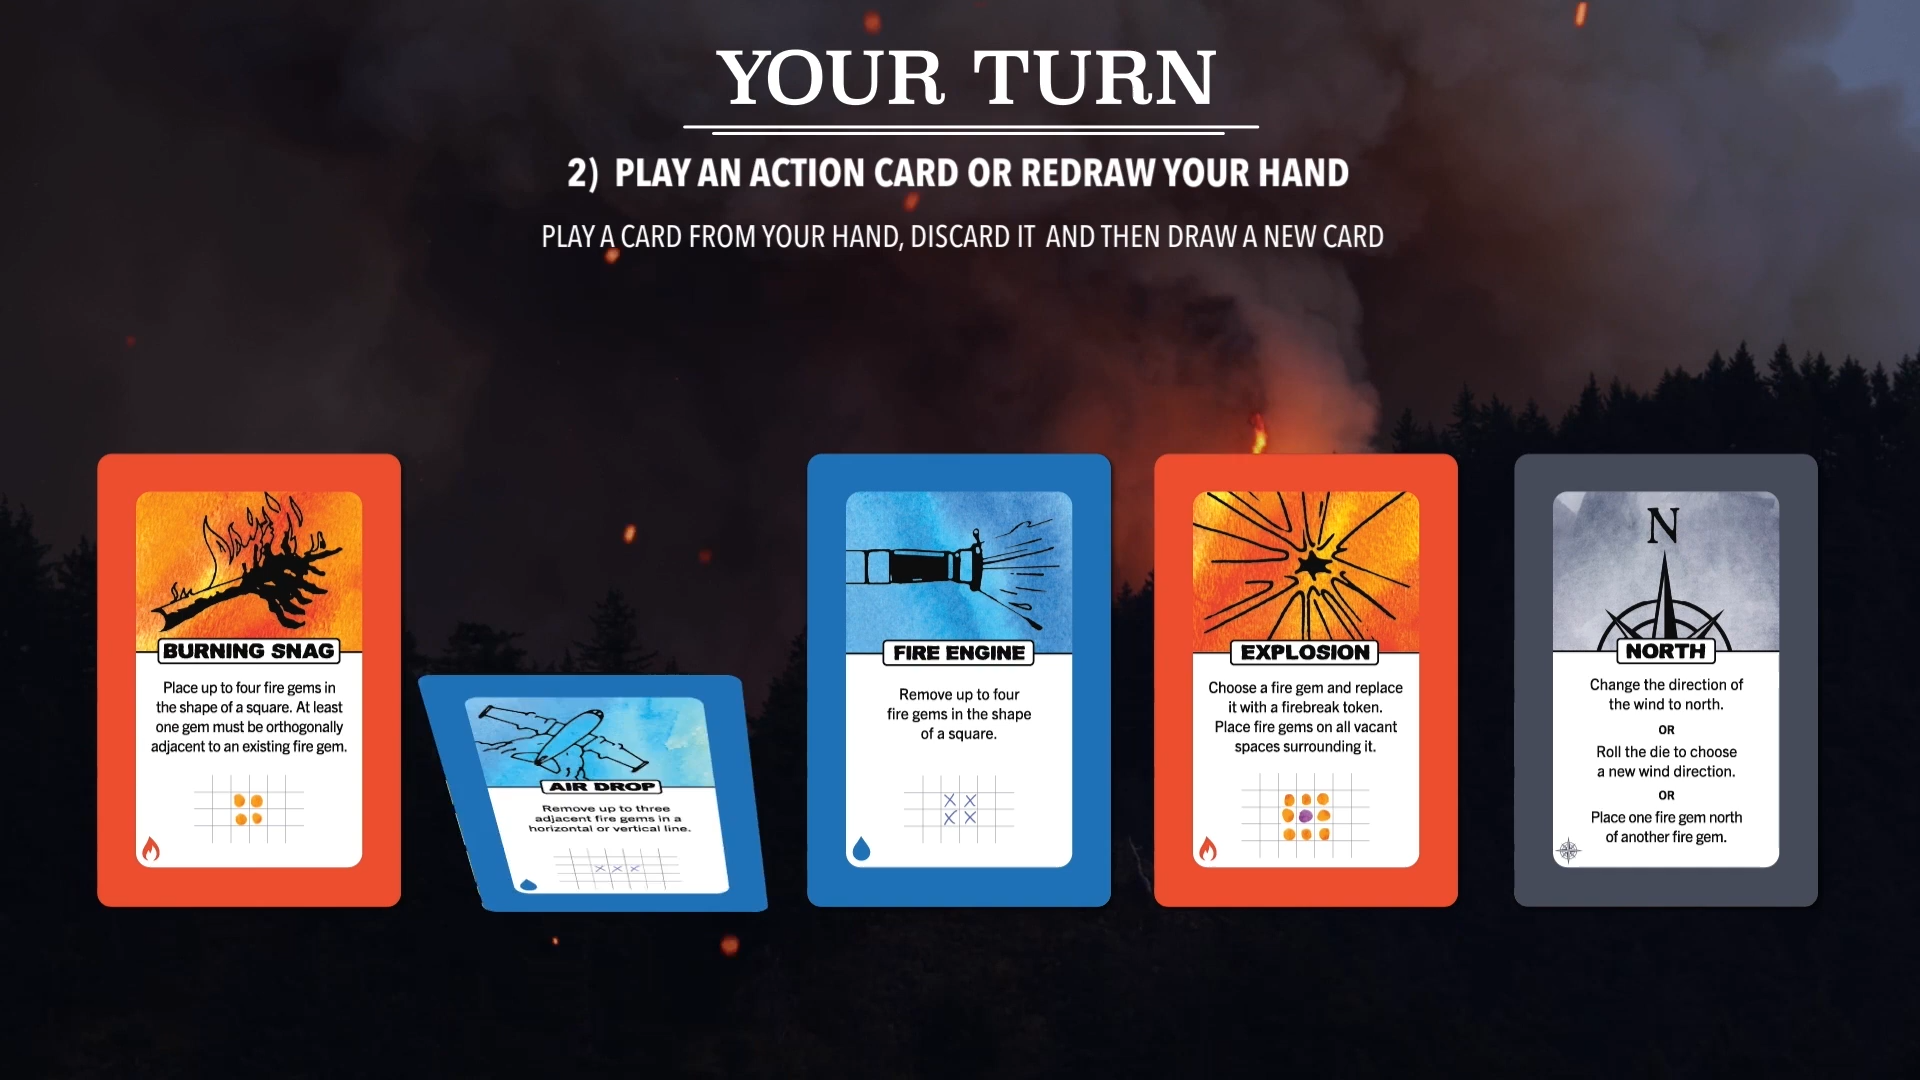 YOUR TURN
2) PLAY AN ACTION CARD OR REDRAW YOUR HAND
PLAY A CARD FROM YOUR HAND, DISCARD IT AND THEN DRAW A NEW CARD
BURNING SNAG
Place up to four fire gems in
the shape of a square. At least
one gem must be orthogonally
adjacent to an existing fire gem.
AIR DROP
Remove up to three
adjacent fire gems in a
horizontal or vertical line.
FIRE ENGINE
Remove up to four
fire gems in the shape
of a square.
EXPLOSION
Choose a fire gem and replace
it with a firebreak token.
Place fire gems on all vacant
spaces surrounding it.
N
NORTH
Change the direction of
the wind to north.
OR
Roll the die to choose
a new wind direction.
OR
Place one fire gem north
of another fire gem.